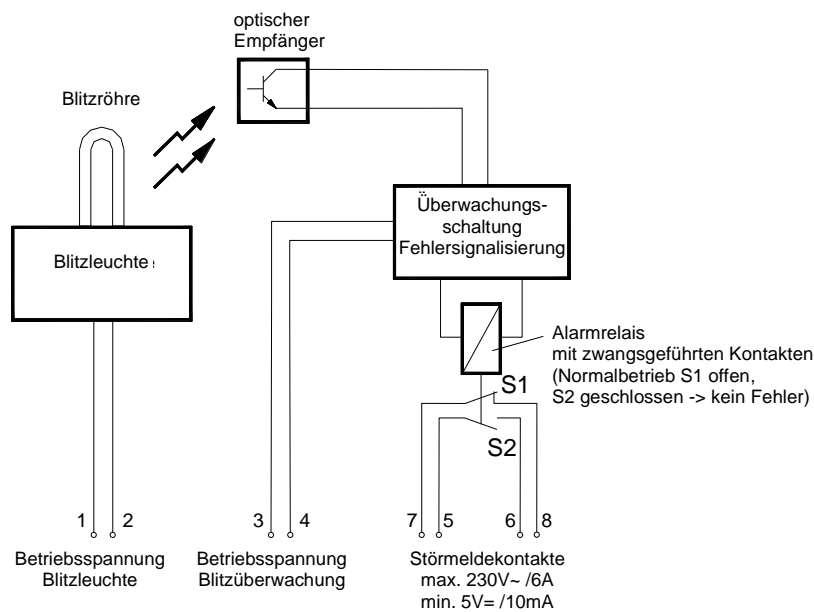 optischer
Empfänger
Blitzröhre
Überwachungs-
schaltung
Fehlersignalisierung
Blitzleuchte
Alarmrelais
mit zwangsgeführten Kontakten
(Normalbetrieb S1 offen,
S2 geschlossen -> kein Fehler)
S1
S2
1 2 3 4 7 5 6 8
Betriebsspannung
Blitzleuchte
Betriebsspannung
Blitzüberwachung
Störmeldekontakte
max. 230V~ /6A
min. 5V= /10mA